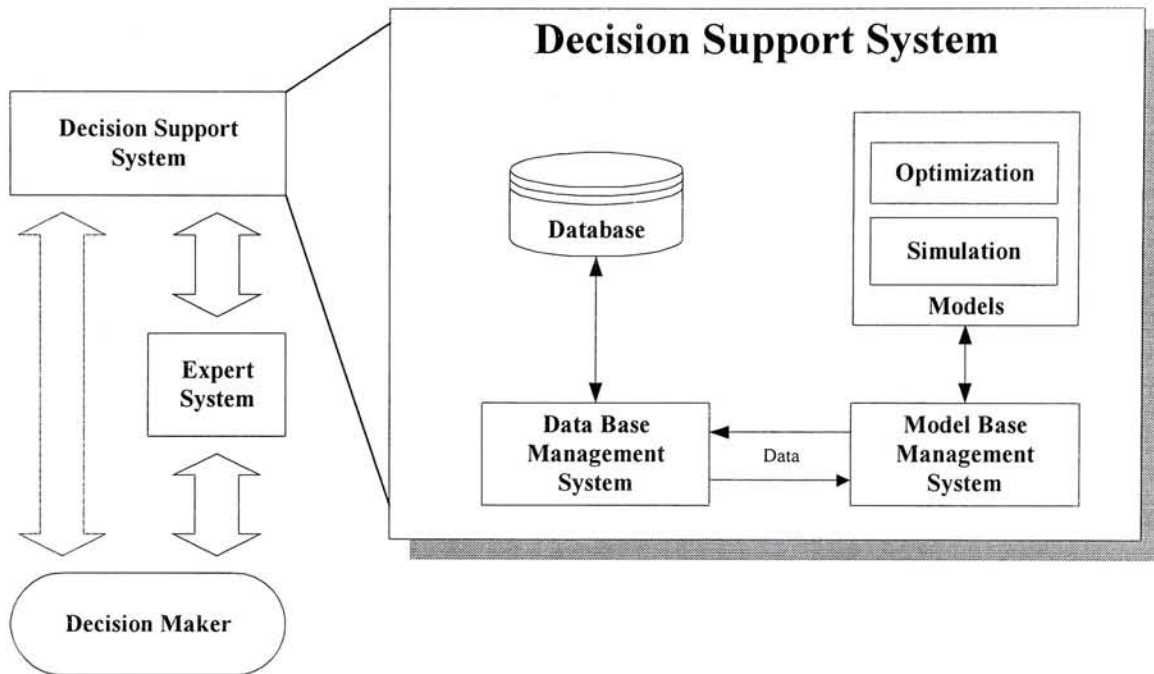 Decision Support System
Decision Support
System
Optimization
Database
Simulation
Models
Expert
System
Data Base
Management
System
Data
Model Base
Management
System
Decision Maker